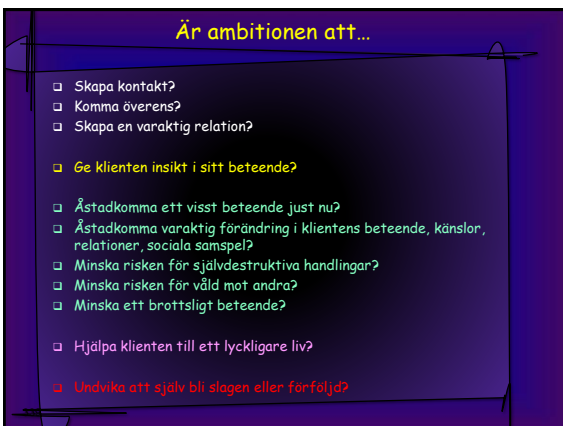 Är ambitionen att…
❑ Skapa kontakt?
❑ Komma överens?
❑ Skapa en varaktig relation?
❑ Ge klienten insikt i sitt beteende?
❑ Åstadkomma ett visst beteende just nu?
❑ Åstadkomma varaktig förändring i klientens beteende, känslor,
relationer, sociala samspel?
❑ Minska risken för självdestruktiva handlingar?
❑ Minska risken för våld mot andra?
❑ Minska ett brottsligt beteende?
❑ Hjälpa klienten till ett lyckligare liv?
❑ Undvika att själv bli slagen eller förföljd?